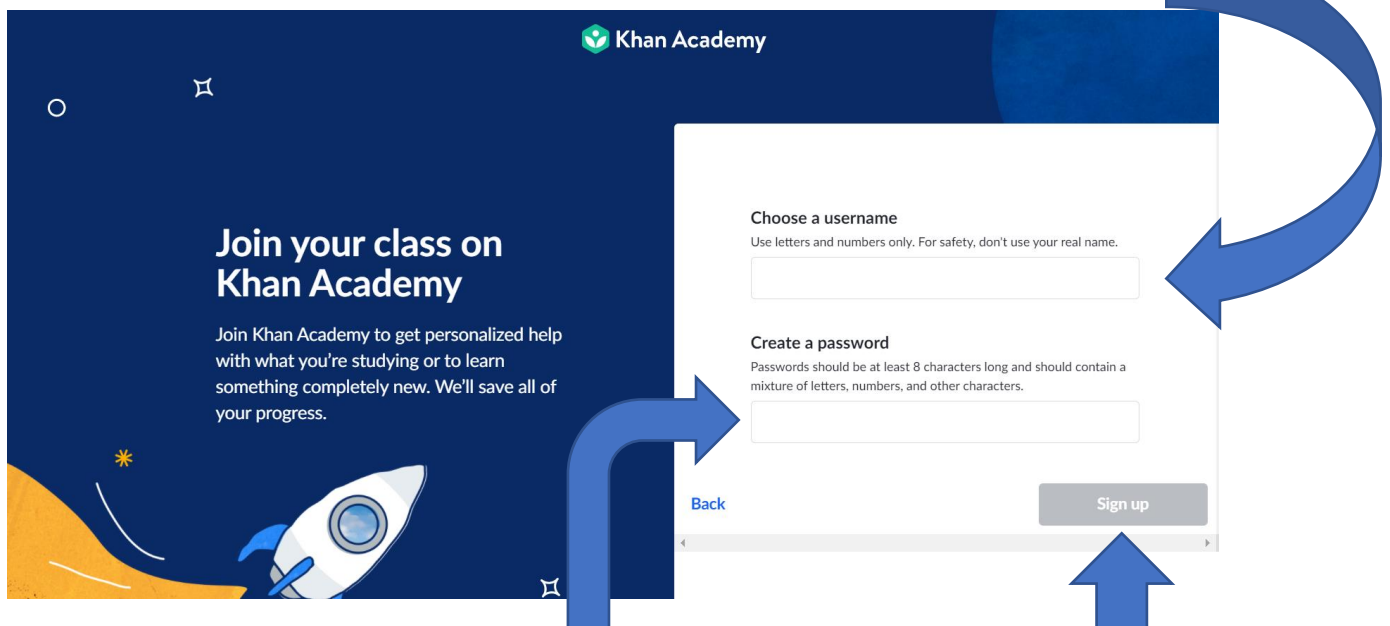 Khan Academy
Join your class on
Khan Academy
Join Khan Academy to get personalized help
with what you're studying or to learn
something completely new. We'll save all of
your progress.
Choose a username
Use letters and numbers only. For safety, don't use your real name.
Create a password
Passwords should be at least 8 characters long and should contain a
mixture of letters, numbers, and other characters.
Back
Sign up